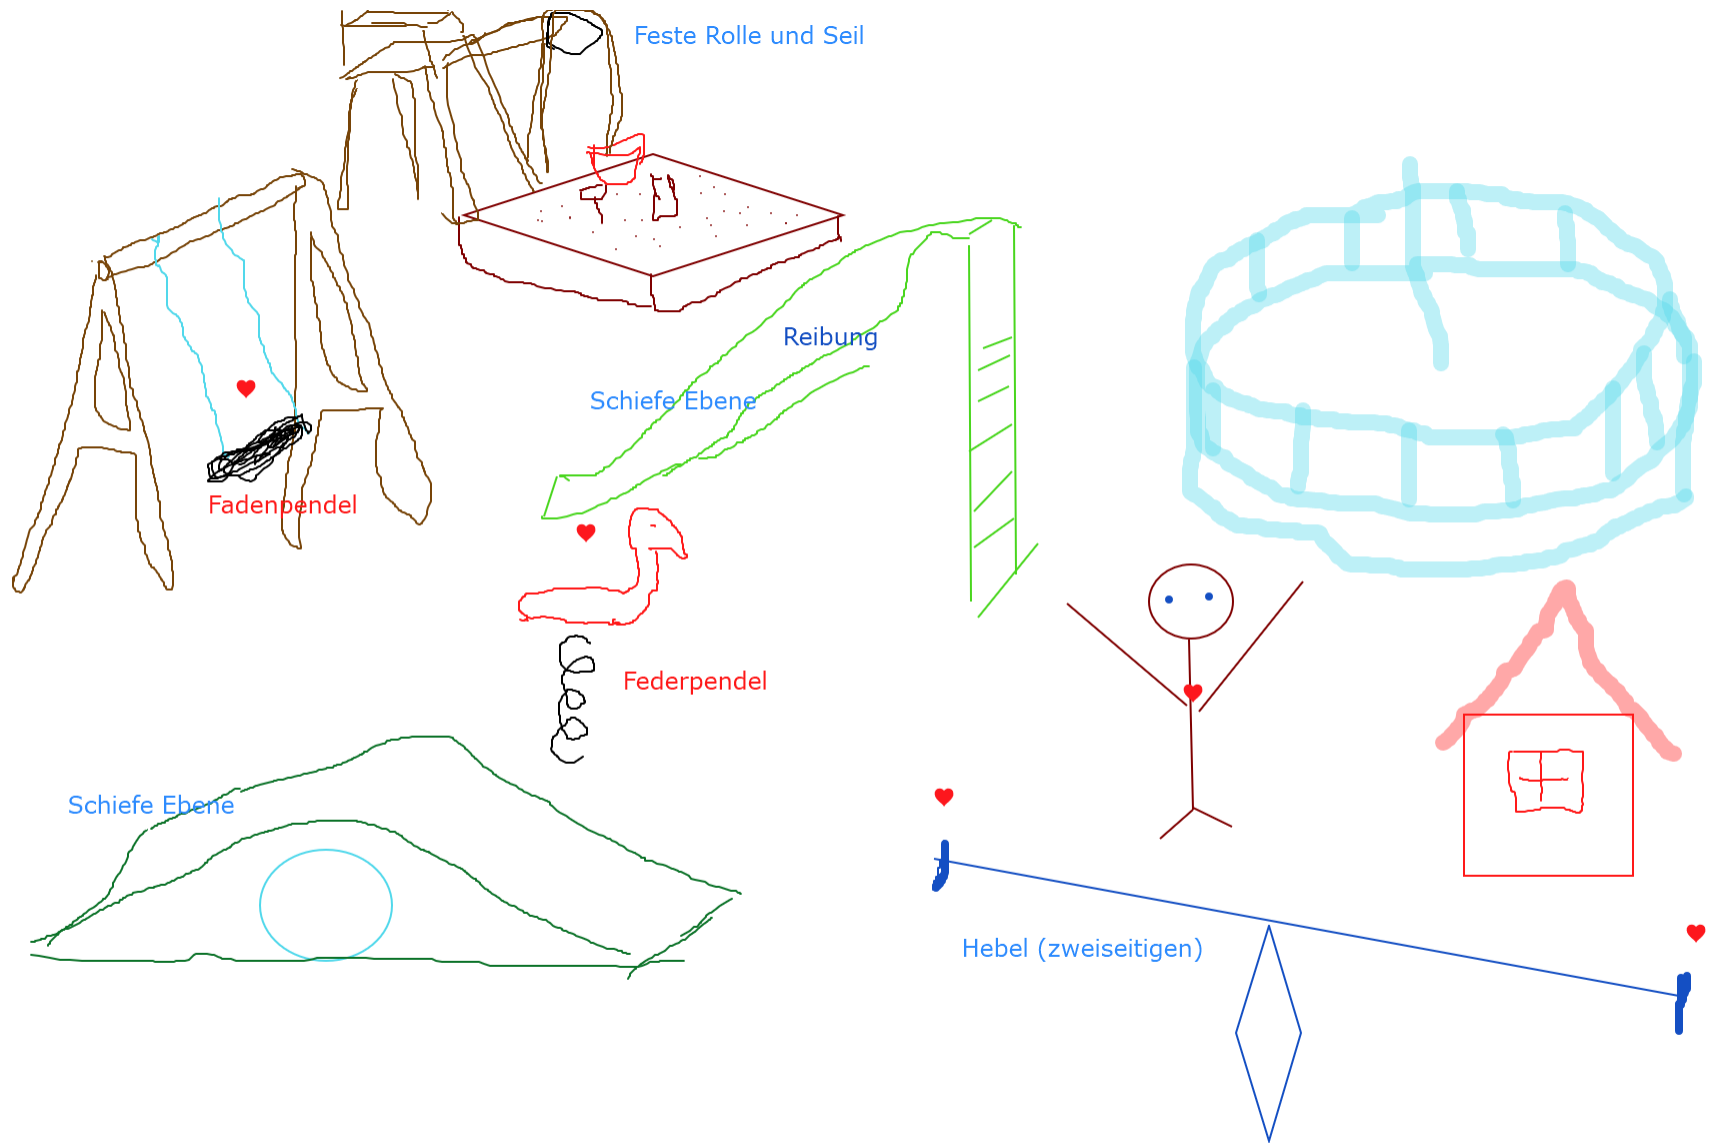 Feste Rolle und Seil
Reibung
Schiefe Ebene
Fadenpendel
Federpendel
Schiefe Ebene
Hebel (zweiseitigen)